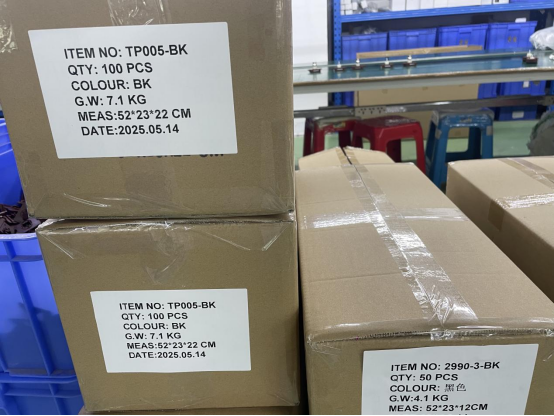 ITEM NO: TP005-BK
QTY: 100 PCS
COLOUR: BK
G.W: 7.1 KG
MEAS:52*23*22 CM
DATE:2025.05.14
ITEM NO: TP005-BK
QTY: 100 PCS
COLOUR: BK
G.W: 7.1 KG
MEAS:52*23*22 CM
DATE:2025.05.14
ITEM NO: 2990-3-BK
QTY: 50 PCS
COLOUR: 黑色
G.W:4.1 KG
MEAS: 52*23*12CM